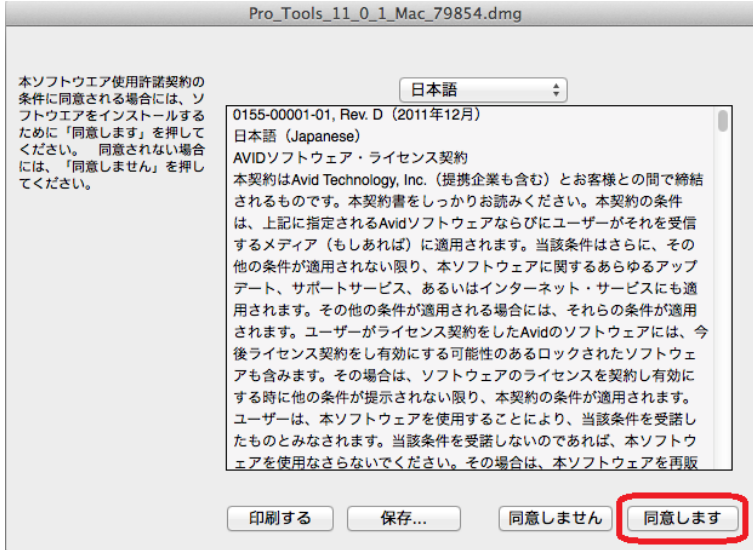 Pro_Tools_11_0_1_Mac_79854.dmg
本ソフトウエア使用許諾契約の
条件に同意される場合には、ソ
フトウエアをインストールする
ために「同意します」を押して
ください。 同意されない場合
には、「同意しません」を押し
てください。
日本語
0155-00001-01, Rev. D（2011年12月）
日本語（Japanese）
AVIDソフトウェア・ライセンス契約
本契約はAvid Technology, Inc.（提携企業も含む）とお客様との間で締結
されるものです。本契約書をしっかりお読みください。本契約の条件
は、上記に指定されるAvidソフトウェアならびにユーザーがそれを受信
するメディア（もしあれば）に適用されます。当該条件はさらに、その
他の条件が適用されない限り、本ソフトウェアに関するあらゆるアップ
デート、サポートサービス、あるいはインターネット・サービスにも適
用されます。その他の条件が適用される場合には、それらの条件が適用
されます。ユーザーがライセンス契約をしたAvidのソフトウェアには、今
後ライセンス契約をし有効にする可能性のあるロックされたソフトウェ
アも含みます。その場合は、ソフトウェアのライセンスを契約し有効に
する時に他の条件が提示されない限り、本契約の条件が適用されます。
ユーザーは、本ソフトウェアを使用することにより、当該条件を受諾し
たものとみなされます。当該条件を受諾しないのであれば、本ソフトウ
ェアを使用なさらないでください。その場合は、本ソフトウェアを再販
印刷する
保存...
同意しません
同意します